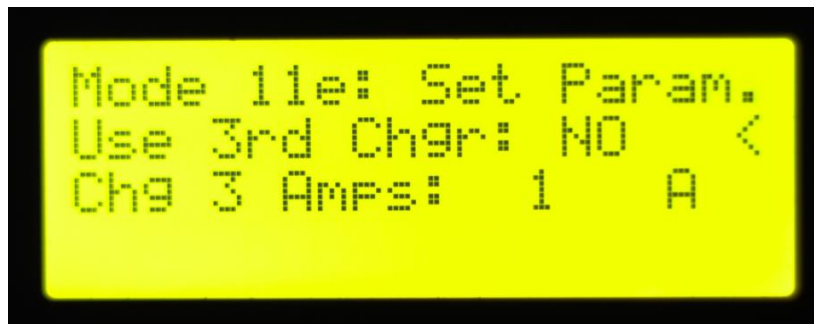 Mode 11e: Set Param.
Use 3rd Chgr: NO <
Chg 3 Amps: 1 A